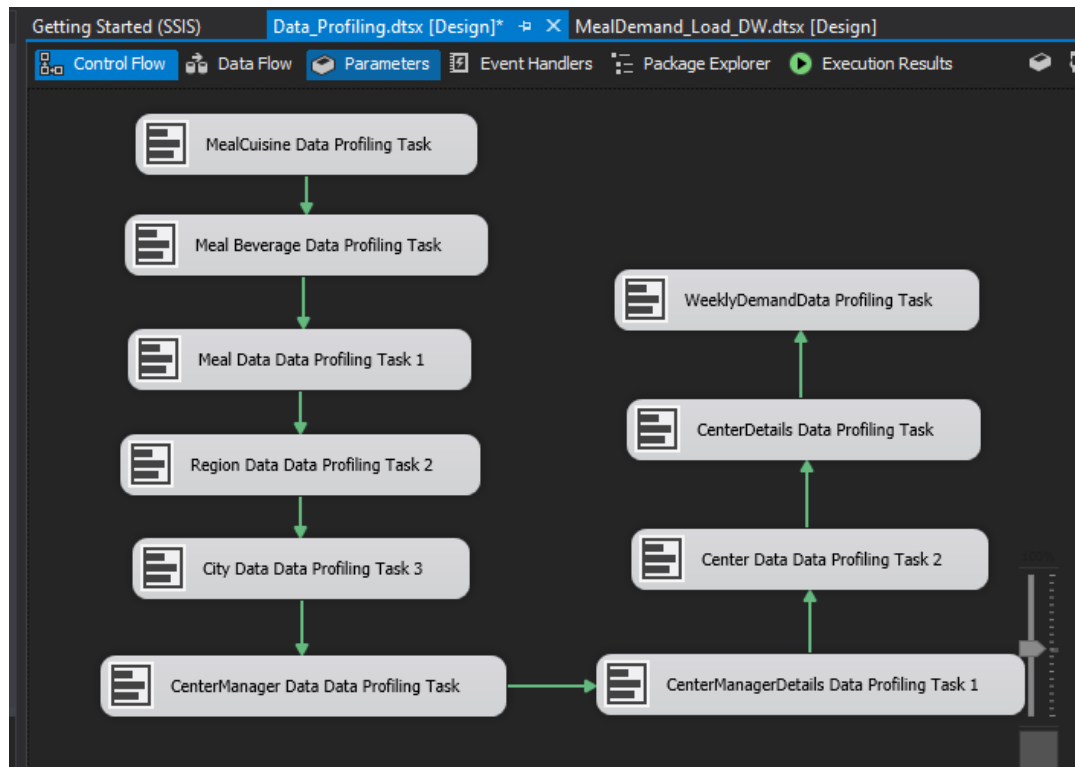 Getting Started (SSIS) Data_Profiling.dtsx [Design]* MealDemand_Load_DW.dtsx [Design]
Control Flow Data Flow Parameters Event Handlers Package Explorer Execution Results
MealCuisine Data Profiling Task
Meal Beverage Data Profiling Task
Meal Data Data Profiling Task 1
Region Data Data Profiling Task 2
City Data Data Profiling Task 3
CenterManager Data Data Profiling Task
CenterManagerDetails Data Profiling Task 1
Center Data Data Profiling Task 2
CenterDetails Data Profiling Task
WeeklyDemandData Profiling Task
100%